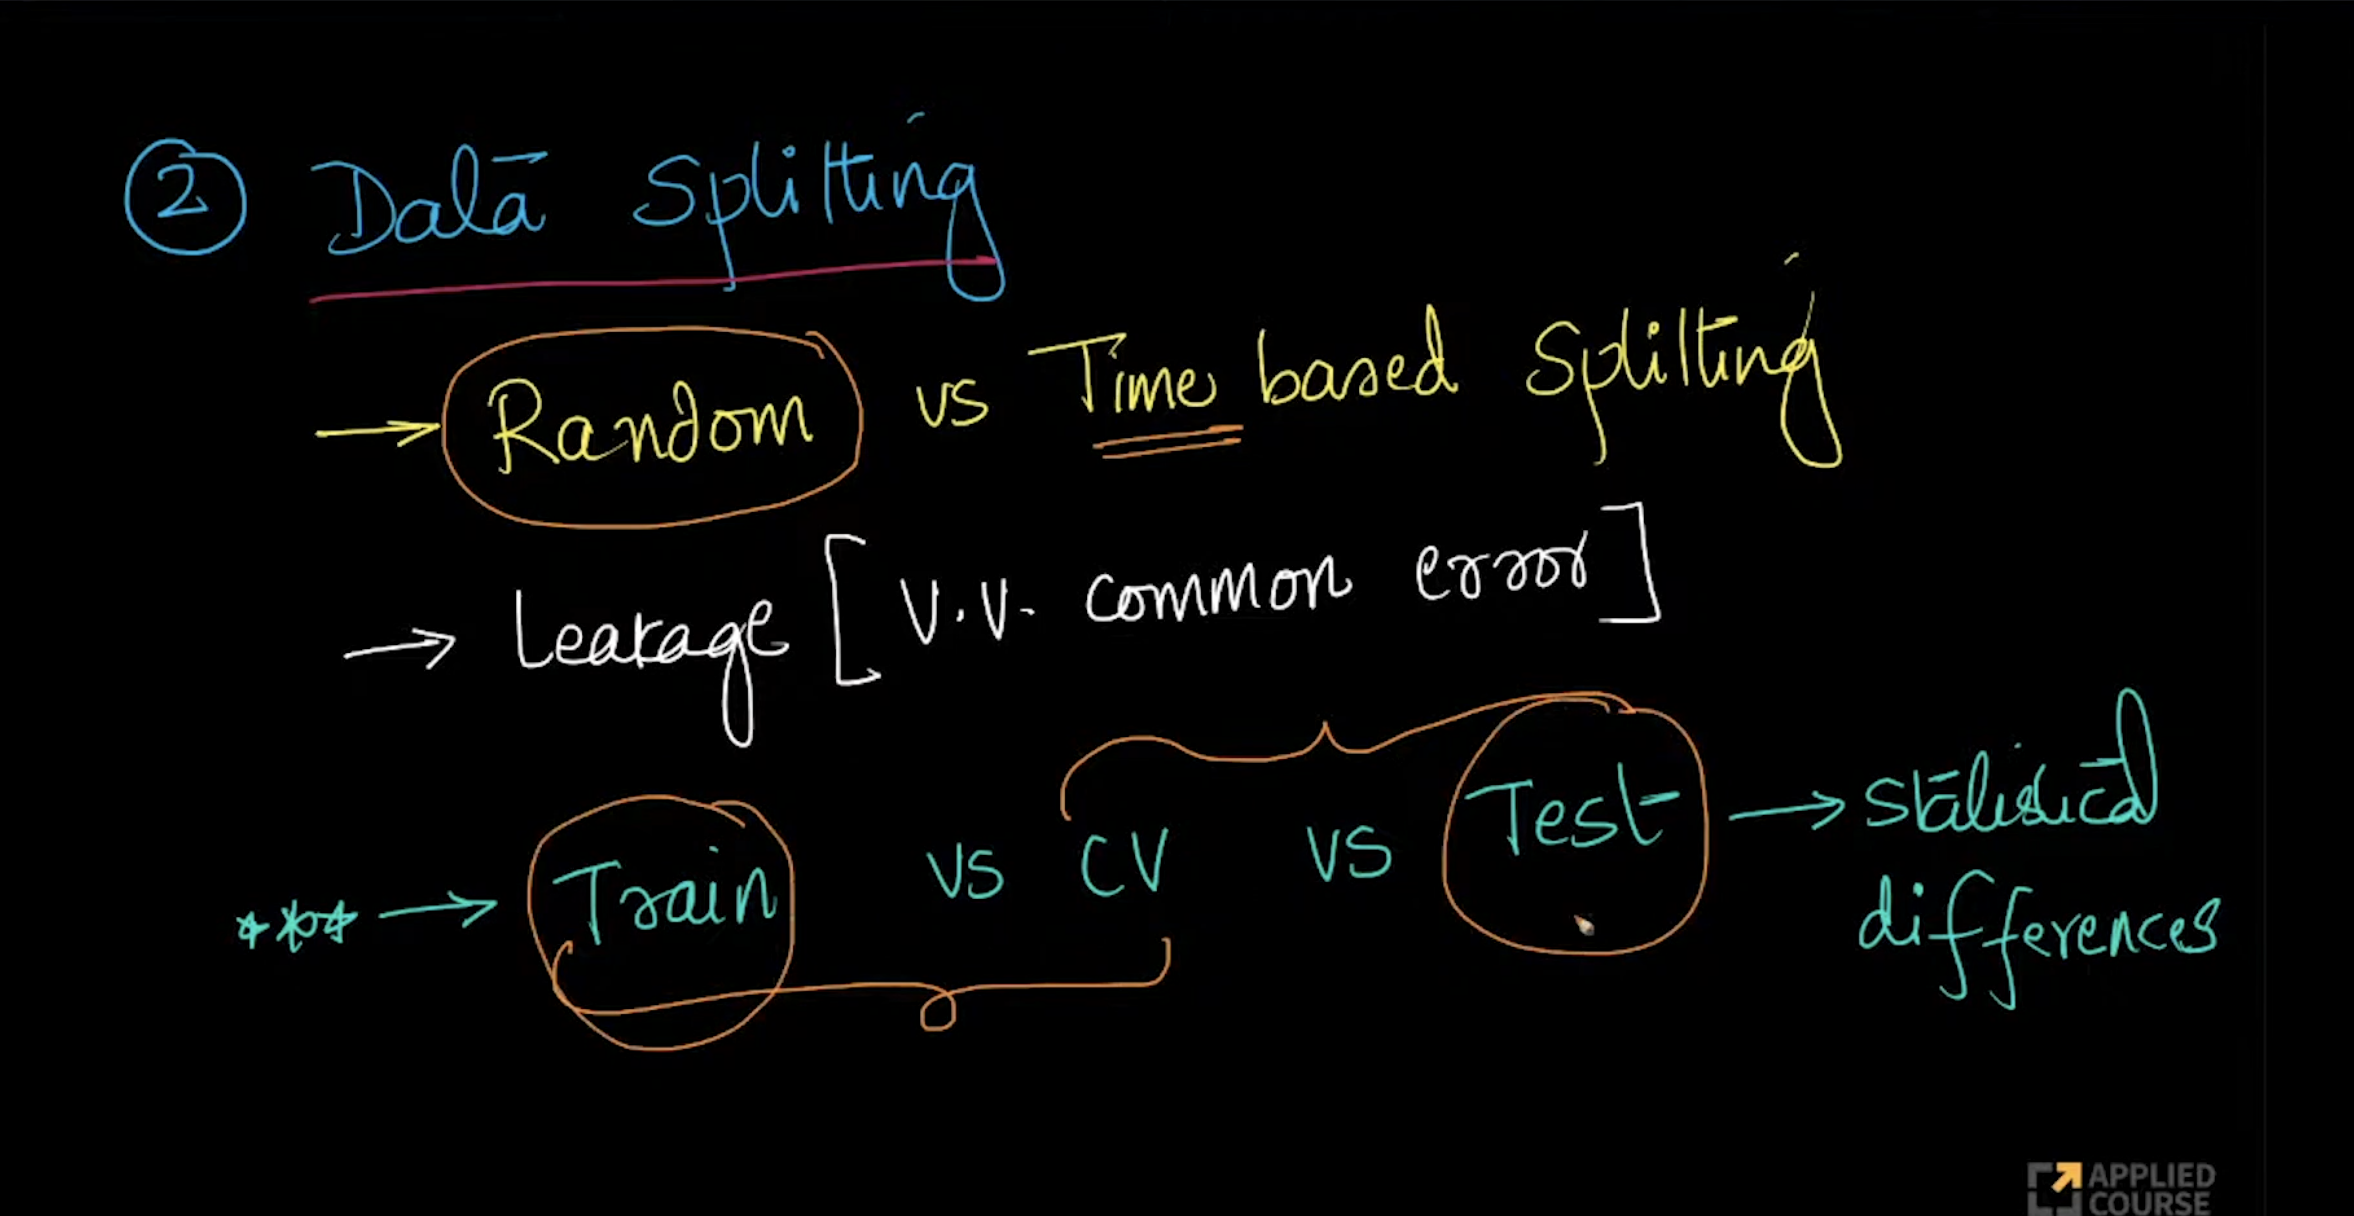 ② Data Splitting
→ Random vs Time based Splitting
→ Leakage [V.V. common error]
*** → Train vs CV vs Test → statistical
differences
APPLIED
COURSE